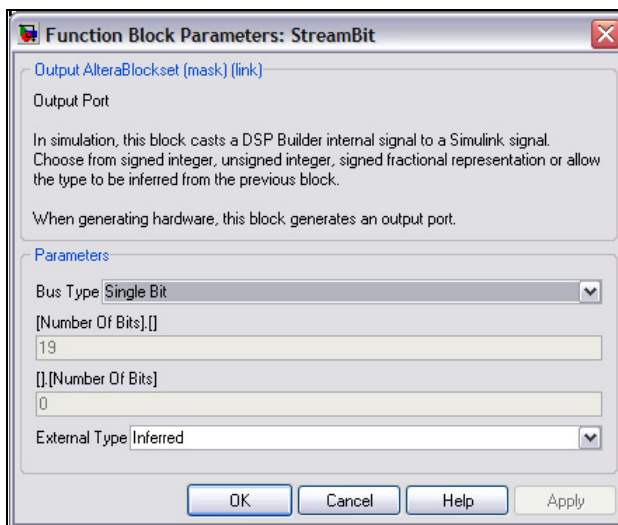 Function Block Parameters: StreamBit
Output AlteraBlockset (mask) (link)
Output Port
In simulation, this block casts a DSP Builder internal signal to a Simulink signal.
Choose from signed integer, unsigned integer, signed fractional representation or allow
the type to be inferred from the previous block.
When generating hardware, this block generates an output port.
Parameters
Bus Type Single Bit
[Number Of Bits].[]
19
[].[Number Of Bits]
0
External Type Inferred
OK Cancel Help Apply